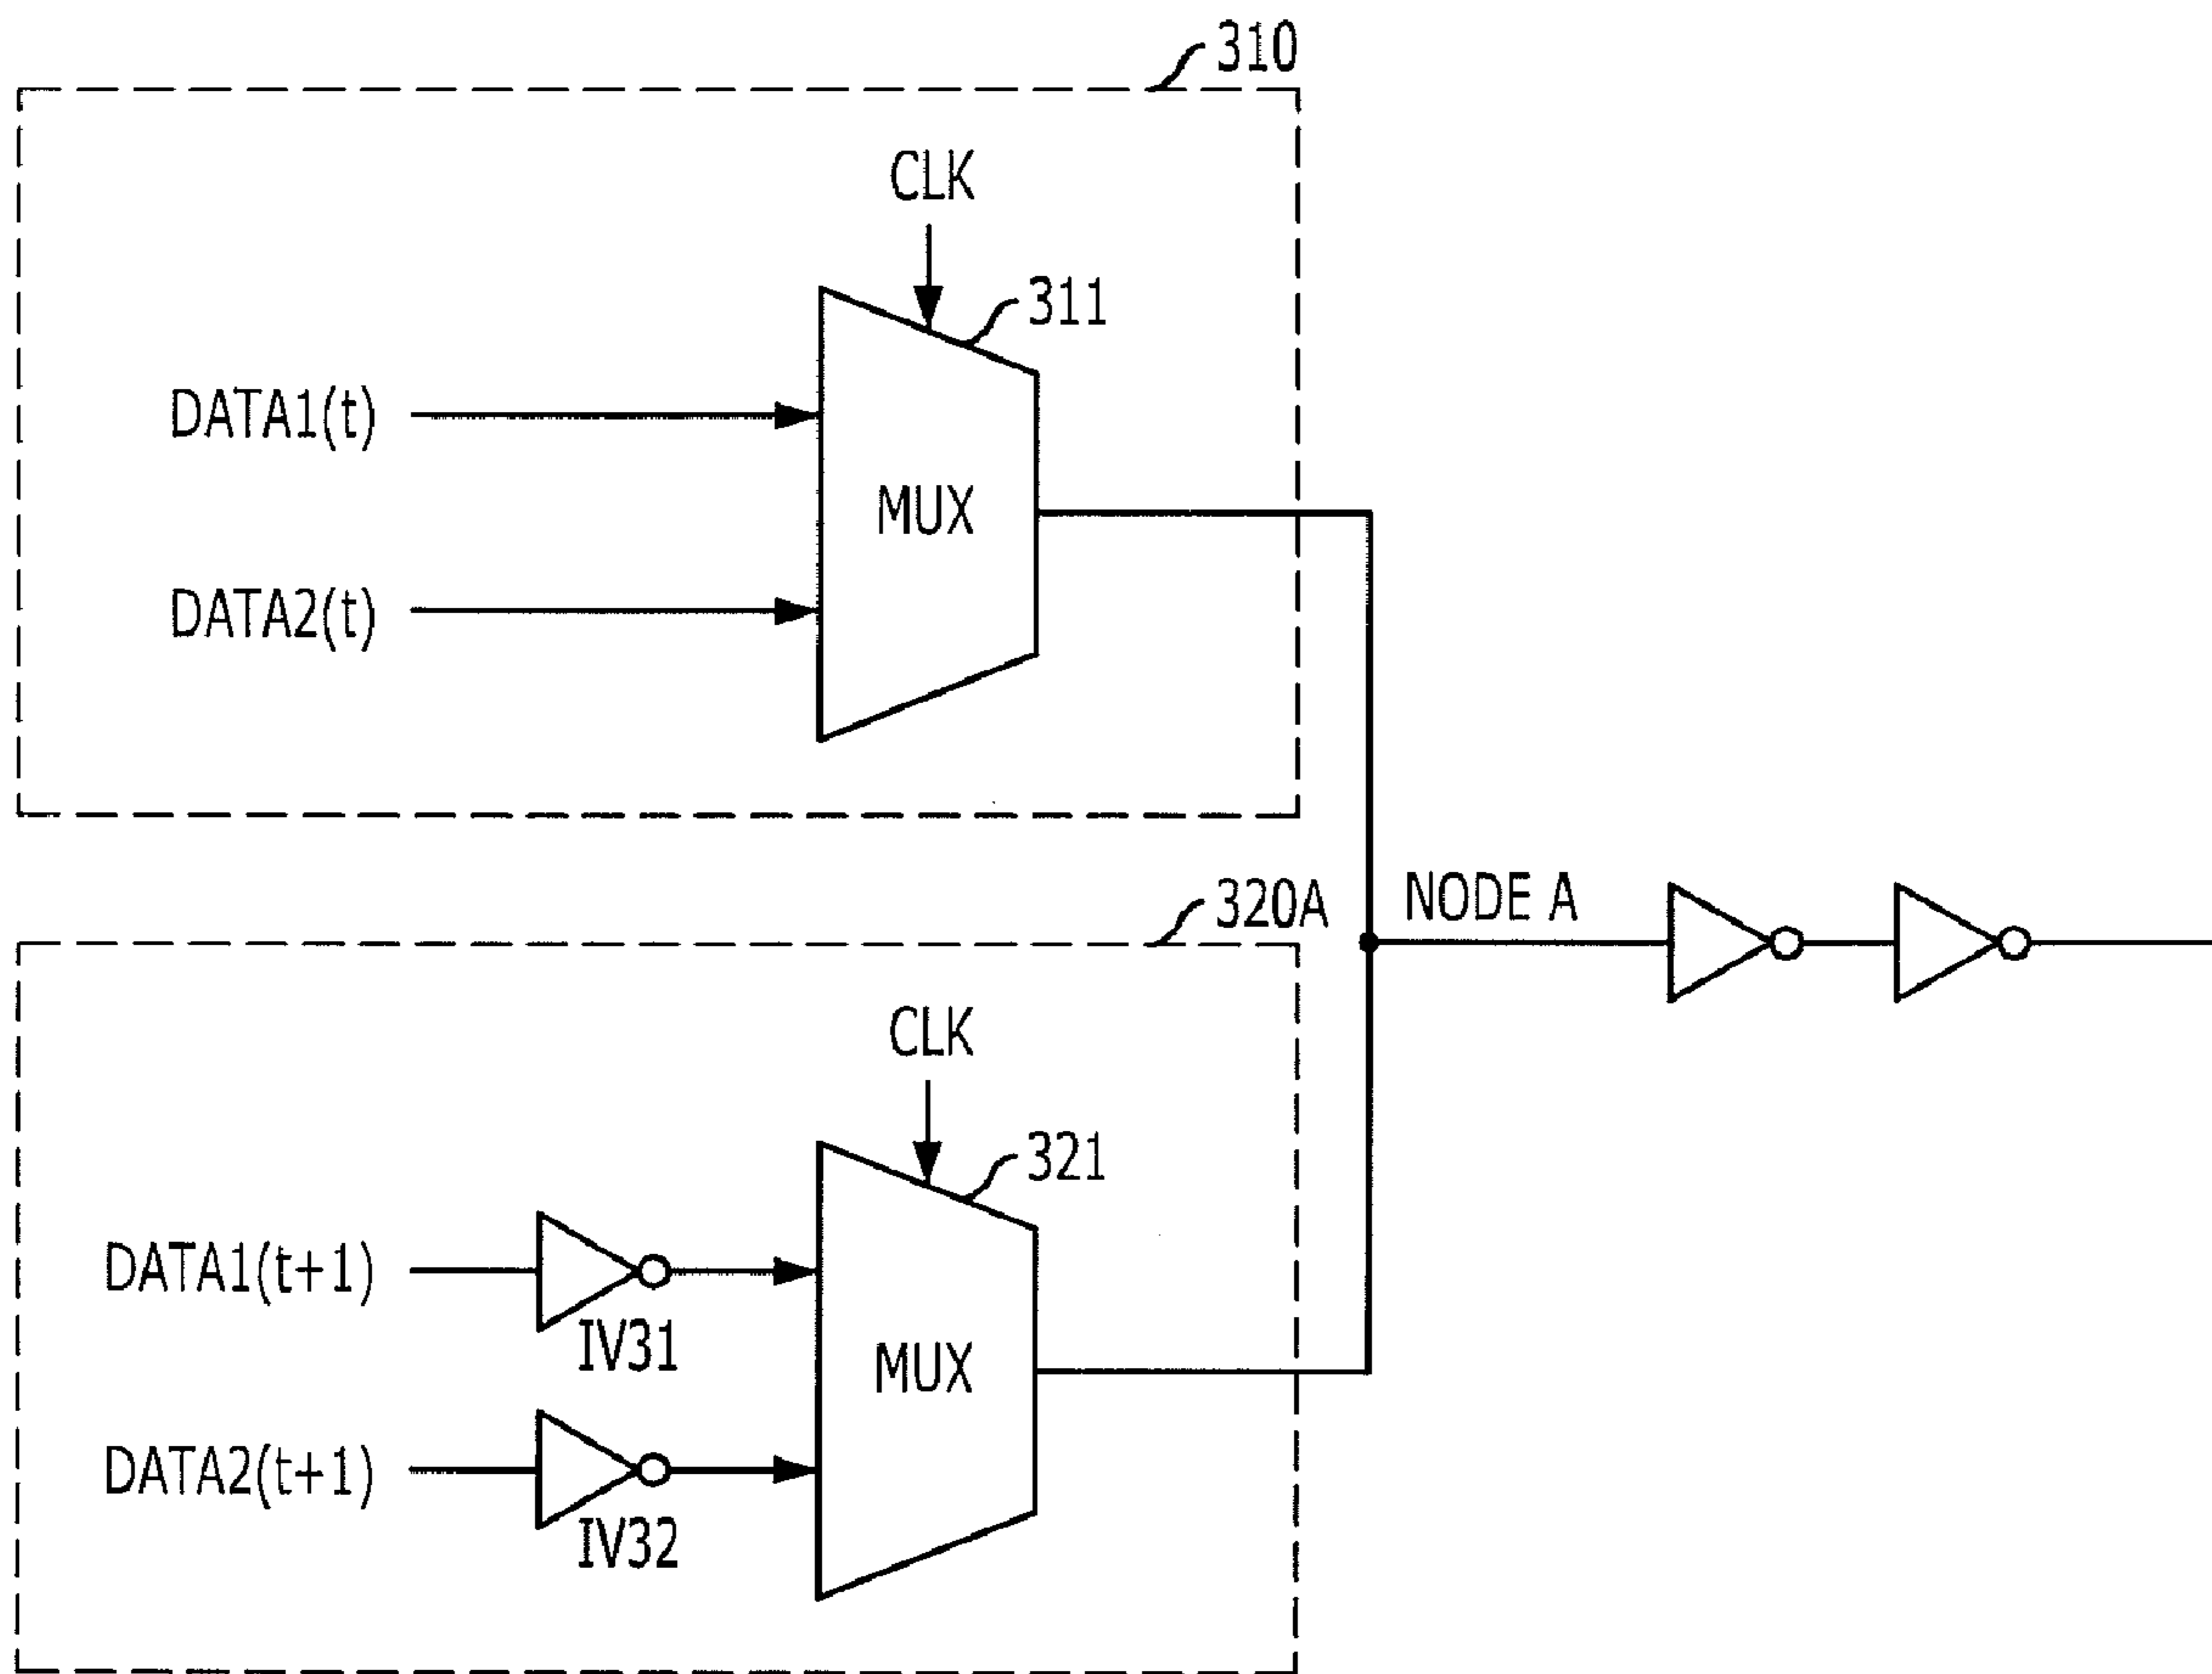 310
CLK
311
DATA1(t)
MUX
DATA2(t)
320A
NODE A
CLK
321
DATA1(t+1)
IV31
MUX
DATA2(t+1)
IV32